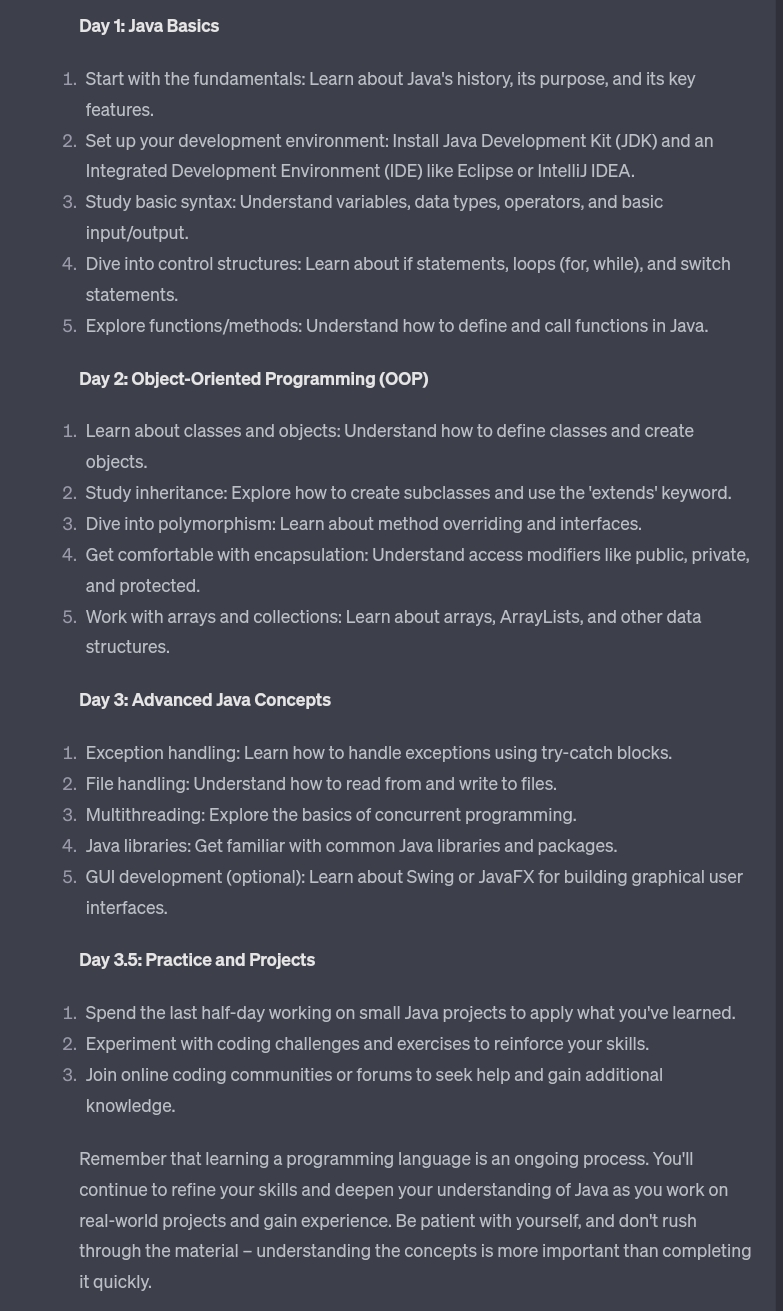 Day 1: Java Basics
1. Start with the fundamentals: Learn about Java's history, its purpose, and its key
features.
2. Set up your development environment: Install Java Development Kit (JDK) and an
Integrated Development Environment (IDE) like Eclipse or IntelliJ IDEA.
3. Study basic syntax: Understand variables, data types, operators, and basic
input/output.
4. Dive into control structures: Learn about if statements, loops (for, while), and switch
statements.
5. Explore functions/methods: Understand how to define and call functions in Java.
Day 2: Object-Oriented Programming (OOP)
1. Learn about classes and objects: Understand how to define classes and create
objects.
2. Study inheritance: Explore how to create subclasses and use the 'extends' keyword.
3. Dive into polymorphism: Learn about method overriding and interfaces.
4. Get comfortable with encapsulation: Understand access modifiers like public, private,
and protected.
5. Work with arrays and collections: Learn about arrays, ArrayLists, and other data
structures.
Day 3: Advanced Java Concepts
1. Exception handling: Learn how to handle exceptions using try-catch blocks.
2. File handling: Understand how to read from and write to files.
3. Multithreading: Explore the basics of concurrent programming.
4. Java libraries: Get familiar with common Java libraries and packages.
5. GUI development (optional): Learn about Swing or JavaFX for building graphical user
interfaces.
Day 3.5: Practice and Projects
1. Spend the last half-day working on small Java projects to apply what you've learned.
2. Experiment with coding challenges and exercises to reinforce your skills.
3. Join online coding communities or forums to seek help and gain additional
knowledge.
Remember that learning a programming language is an ongoing process. You'll
continue to refine your skills and deepen your understanding of Java as you work on
real-world projects and gain experience. Be patient with yourself, and don't rush
through the material – understanding the concepts is more important than completing
it quickly.